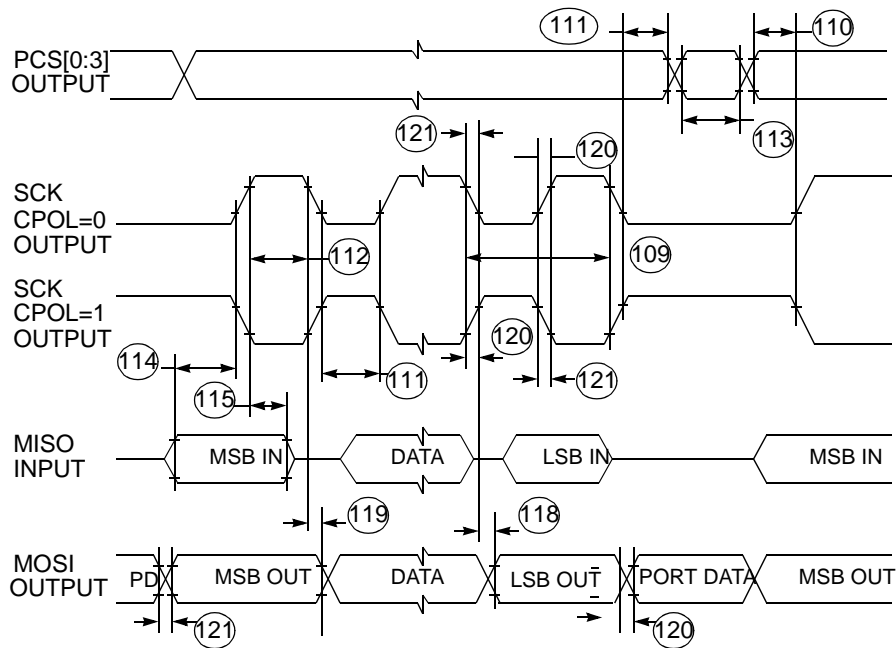 111
110
PCS[0:3]
OUTPUT
121
120
113
SCK
CPOL=0
OUTPUT
112
109
SCK
CPOL=1
OUTPUT
120
114
111
121
115
MISO
INPUT
MSB IN
DATA
LSB IN
MSB IN
119
118
MOSI
OUTPUT
PD
MSB OUT
DATA
LSB OUT
PORT DATA
MSB OUT
121
120